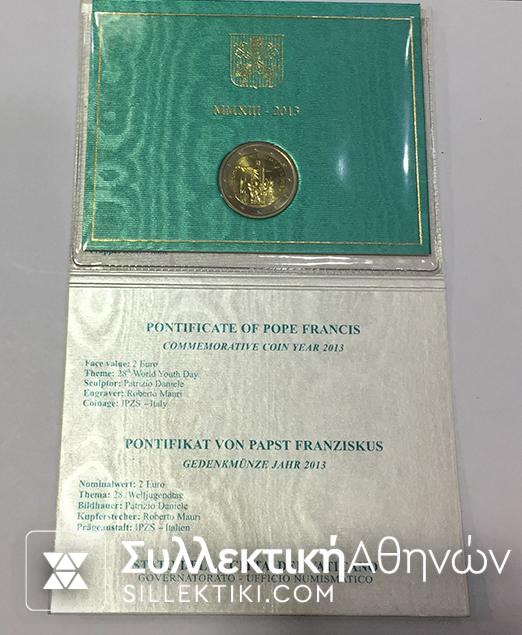 MMXIII - 2013
PONTIFICATE OF POPE FRANCIS
COMMEMORATIVE COIN YEAR 2013
Face value: 2 Euro
Theme: 28th World Youth Day
Sculptor: Patrizio Daniele
Engraver: Roberto Mauri
Coinage: IPZS – Italy
PONTIFIKAT VON PAPST FRANZISKUS
GEDENKMÜNZE JAHR 2013
Nominalwert: 2 Euro
Thema: 28. Weltjugendtag
Bildhauer: Patrizio Daniele
Kupferstecher: Roberto Mauri
Prägeanstalt: IPZS – Italien
ΣυλλεκτικήΑθηνών
GOVERNATORATO - UFFICIO NUMISMATICO
SILLEKTIKI.COM